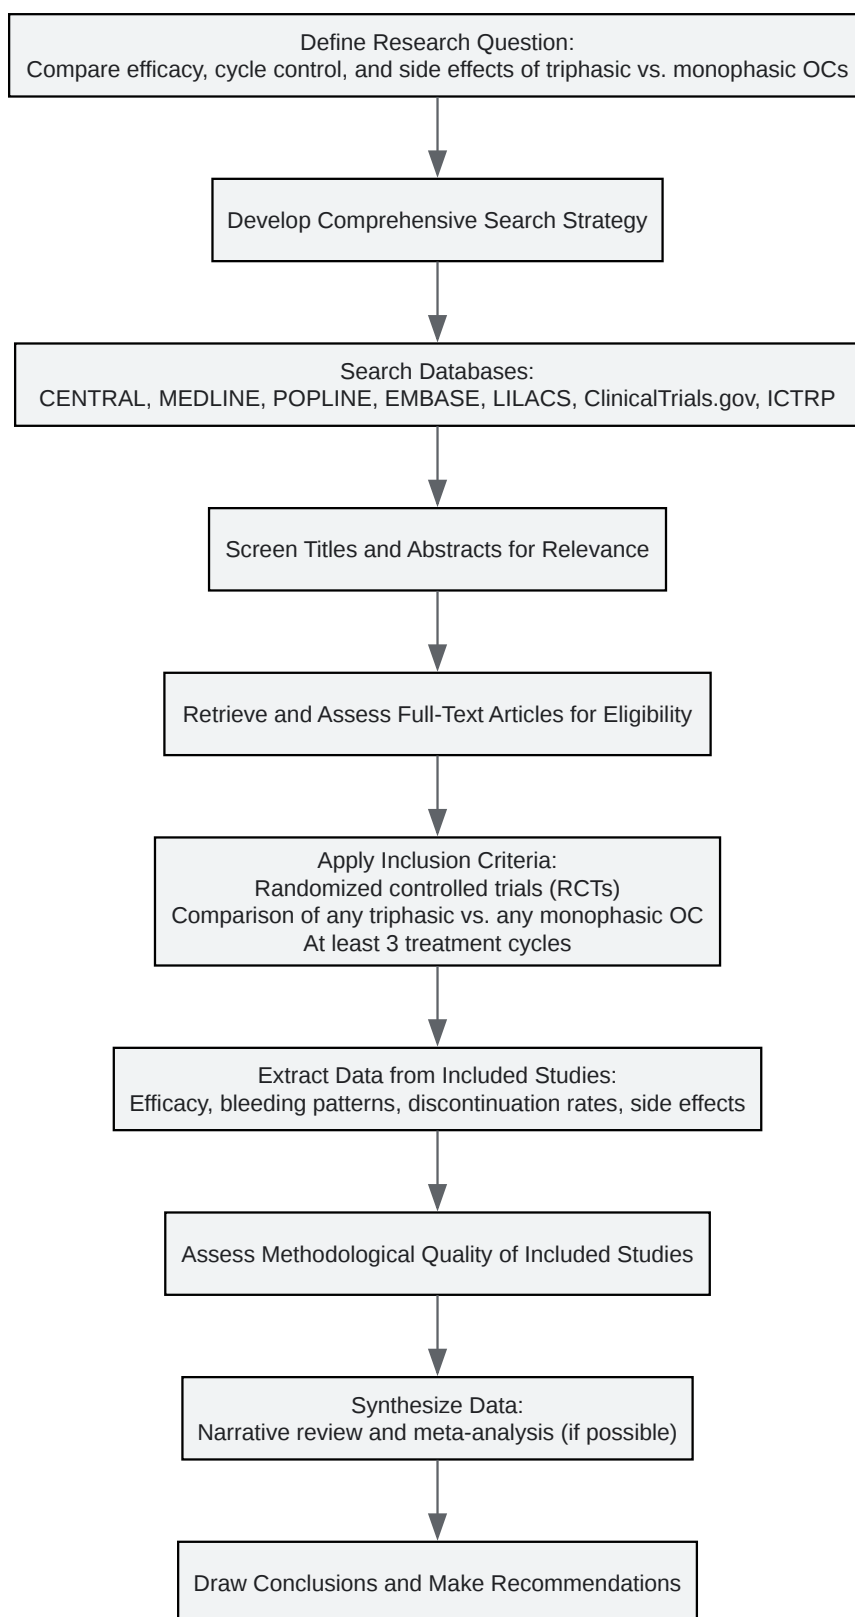 Define Research Question:
Compare efficacy, cycle control, and side effects of triphasic vs. monophasic OCs
Develop Comprehensive Search Strategy
Search Databases:
CENTRAL, MEDLINE, POPLINE, EMBASE, LILACS, ClinicalTrials.gov, ICTRP
Screen Titles and Abstracts for Relevance
Retrieve and Assess Full-Text Articles for Eligibility
Apply Inclusion Criteria:
Randomized controlled trials (RCTs)
Comparison of any triphasic vs. any monophasic OC
At least 3 treatment cycles
Extract Data from Included Studies:
Efficacy, bleeding patterns, discontinuation rates, side effects
Assess Methodological Quality of Included Studies
Synthesize Data:
Narrative review and meta-analysis (if possible)
Draw Conclusions and Make Recommendations